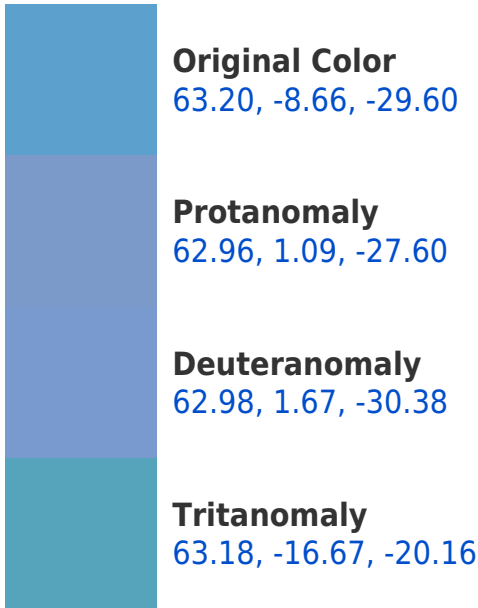 Original Color
63.20, -8.66, -29.60
Protanomaly
62.96, 1.09, -27.60
Deuteranomaly
62.98, 1.67, -30.38
Tritanomaly
63.18, -16.67, -20.16